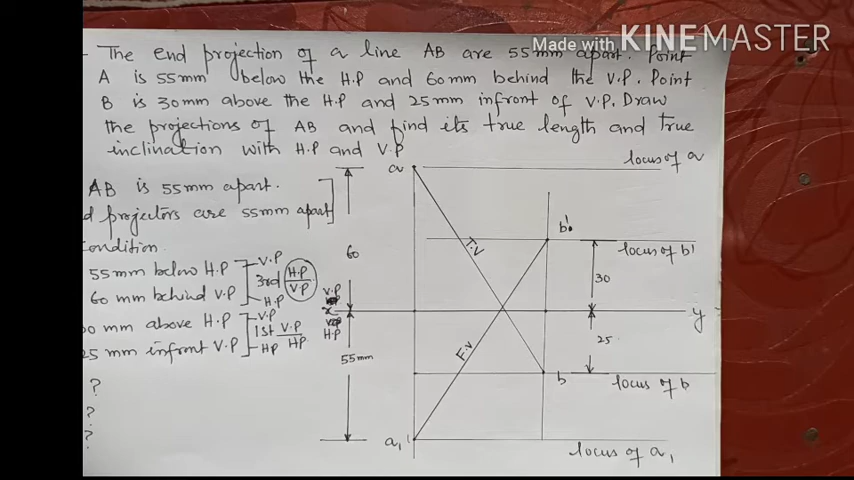 Made with KINEMASTER
The end projection of a line AB are 55mm apart. Point
A is 55mm below the H.P and 60mm behind the V.P. Point
B is 30mm above the H.P and 25mm infront of V.P. Draw
the projections of AB and find its true length and true
inclination with H.P and V.P
a locus of a
AB is 55mm apart.
d projectors are 55mm apart
condition
b' locus of b'
T.V
60
30
55mm below H.P V.P 3rd H.P/V.P
60 mm behind V.P H.P
V.P
x y
H.P
30 mm above H.P V.P 1st V.P/H.P
25 mm infront V.P H.P
25
F.V
55mm
b locus of b
?
?
?
a1' locus of a1